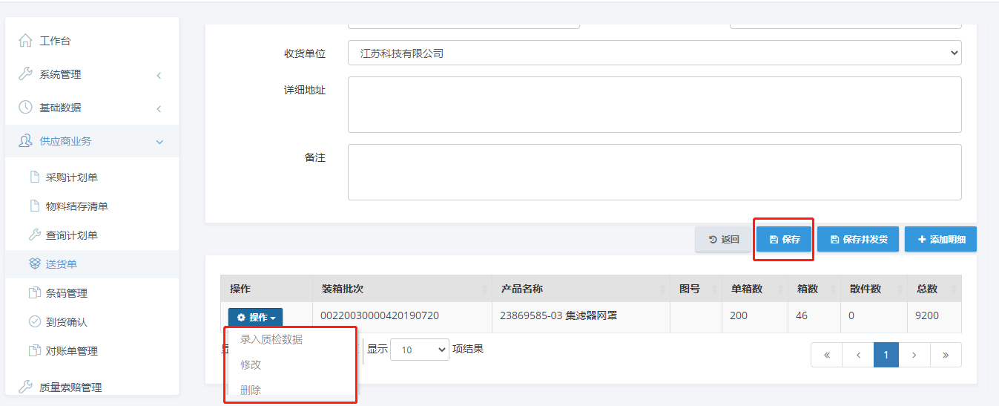 工作台
系统管理
基础数据
供应商业务
采购计划单
物料结存清单
查询计划单
送货单
条码管理
到货确认
对账单管理
质量索赔管理
收货单位
江苏科技有限公司
详细地址
备注
返回
保存
保存并发货
添加明细
操作 装箱批次 产品名称 图号 单箱数 箱数 散件数 总数
操作 00220030000420190720 23869585-03 集滤器网罩 200 46 0 9200
录入质检数据
修改
删除
显示 10 项结果
« ‹ 1 › »